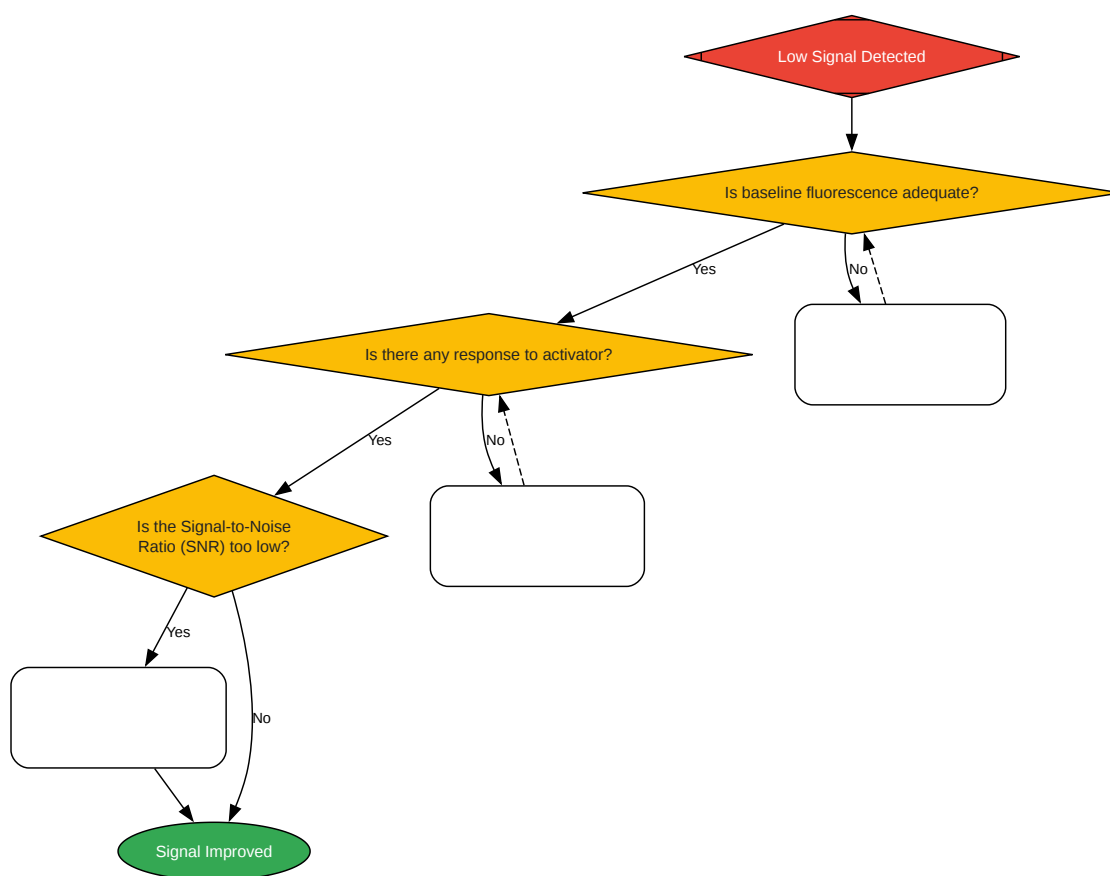 Low Signal Detected
Is baseline fluorescence adequate?
Yes
No
Is there any response to activator?
Yes
No
Is the Signal-to-Noise
Ratio (SNR) too low?
Yes
No
Signal Improved